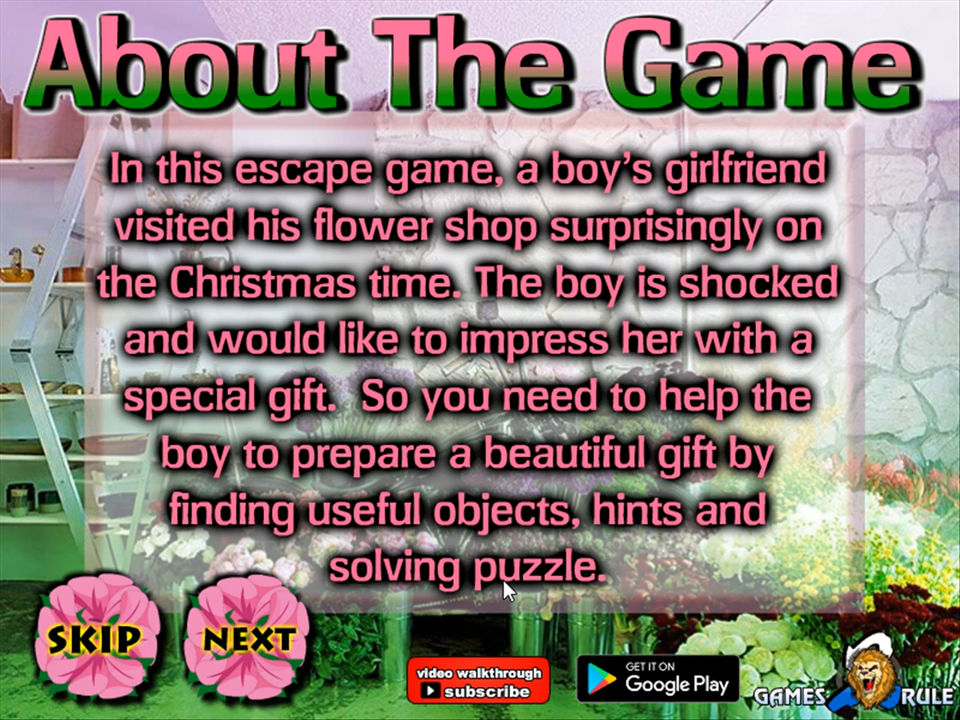 About The Game
In this escape game, a boy's girlfriend
visited his flower shop surprisingly on
the Christmas time. The boy is shocked
and would like to impress her with a
special gift.  So you need to help the
boy to prepare a beautiful gift by
finding useful objects, hints and
solving puzzle.
SKIP
NEXT
video walkthrough
subscribe
GET IT ON
Google Play
GAMES RULE